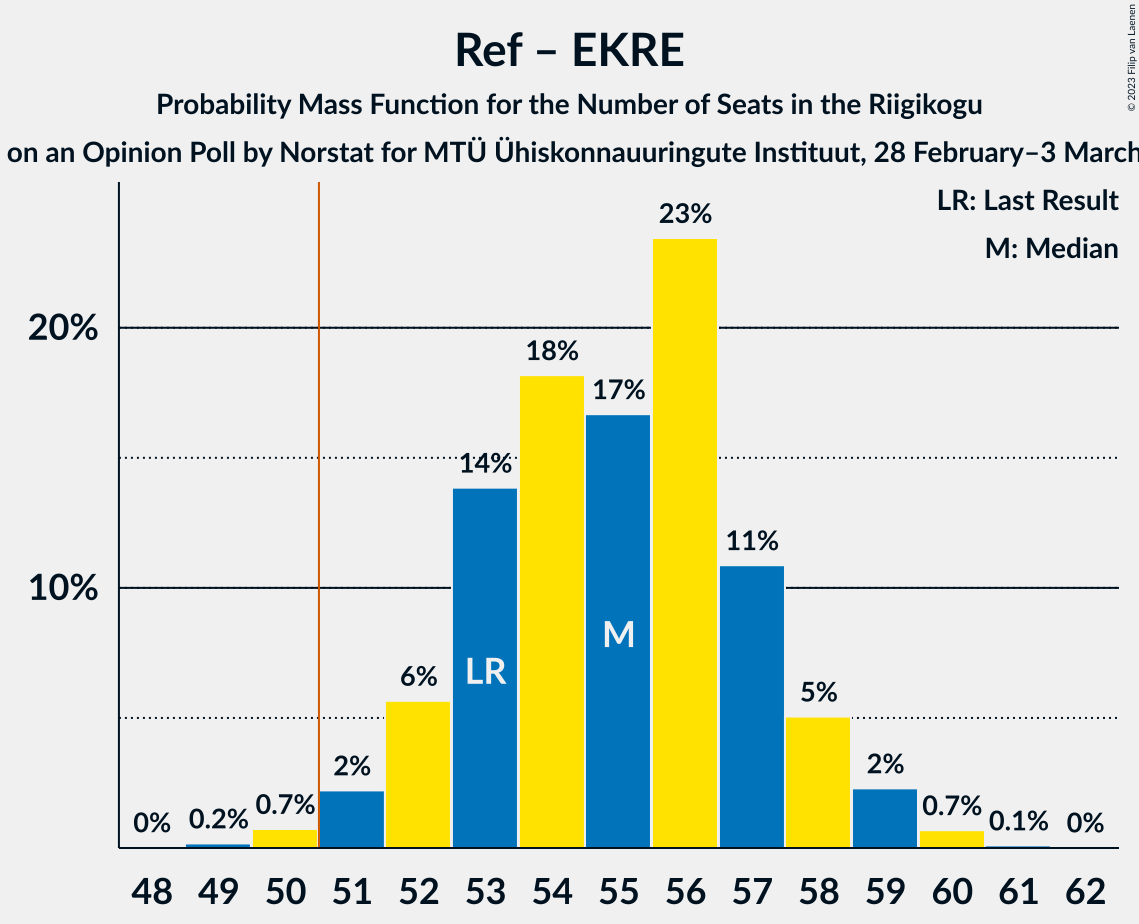 Ref – EKRE
Probability Mass Function for the Number of Seats in the Riigikogu
on an Opinion Poll by Norstat for MTÜ Ühiskonnauuringute Instituut, 28 February–3 March
© 2023 Filip van Laenen
LR: Last Result
M: Median
23%
20%
18%
17%
14%
11%
10%
M
LR
6%
5%
2%
2%
0%
0.2%
0.7%
0.7%
0.1%
0%
48 49 50 51 52 53 54 55 56 57 58 59 60 61 62